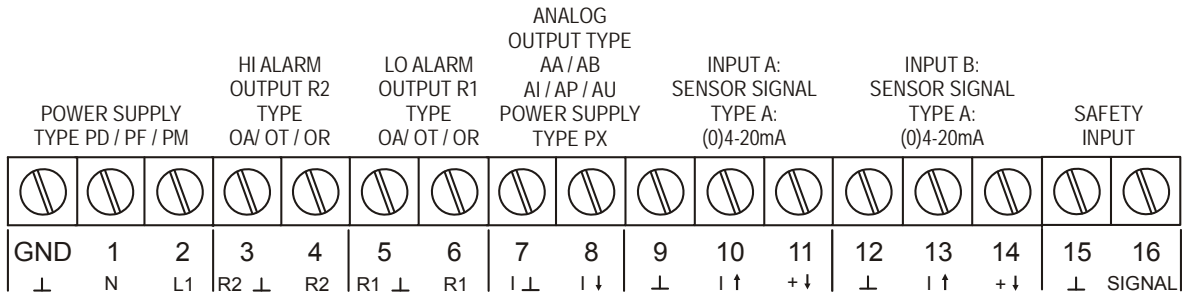 POWER SUPPLY
TYPE PD / PF / PM
HI ALARM
OUTPUT R2
TYPE
OA/ OT / OR
LO ALARM
OUTPUT R1
TYPE
OA/ OT / OR
ANALOG
OUTPUT TYPE
AA / AB
AI / AP / AU
POWER SUPPLY
TYPE PX
INPUT A:
SENSOR SIGNAL
TYPE A:
(0)4-20mA
INPUT B:
SENSOR SIGNAL
TYPE A:
(0)4-20mA
SAFETY
INPUT
GND 1 2 3 4 5 6 7 8 9 10 11 12 13 14 15 16
⊥ N L1 R2 ⊥ R2 R1 ⊥ R1 I ⊥ I ↓ ⊥ I ↑ + ↓ ⊥ I ↑ + ↓ ⊥ SIGNAL